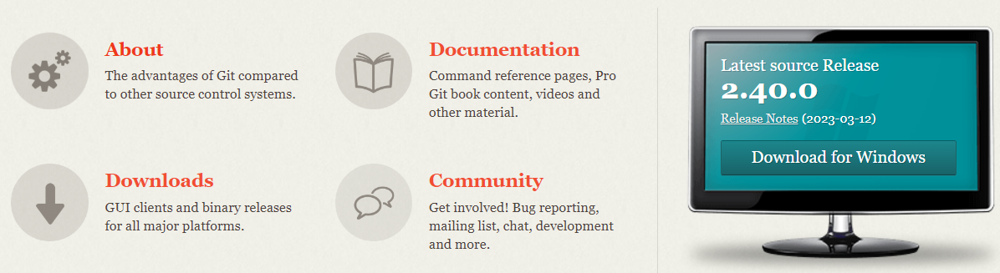 About
The advantages of Git compared
to other source control systems.
Documentation
Command reference pages, Pro
Git book content, videos and
other material.
Downloads
GUI clients and binary releases
for all major platforms.
Community
Get involved! Bug reporting,
mailing list, chat, development
and more.
Latest source Release
2.40.0
Release Notes (2023-03-12)
Download for Windows